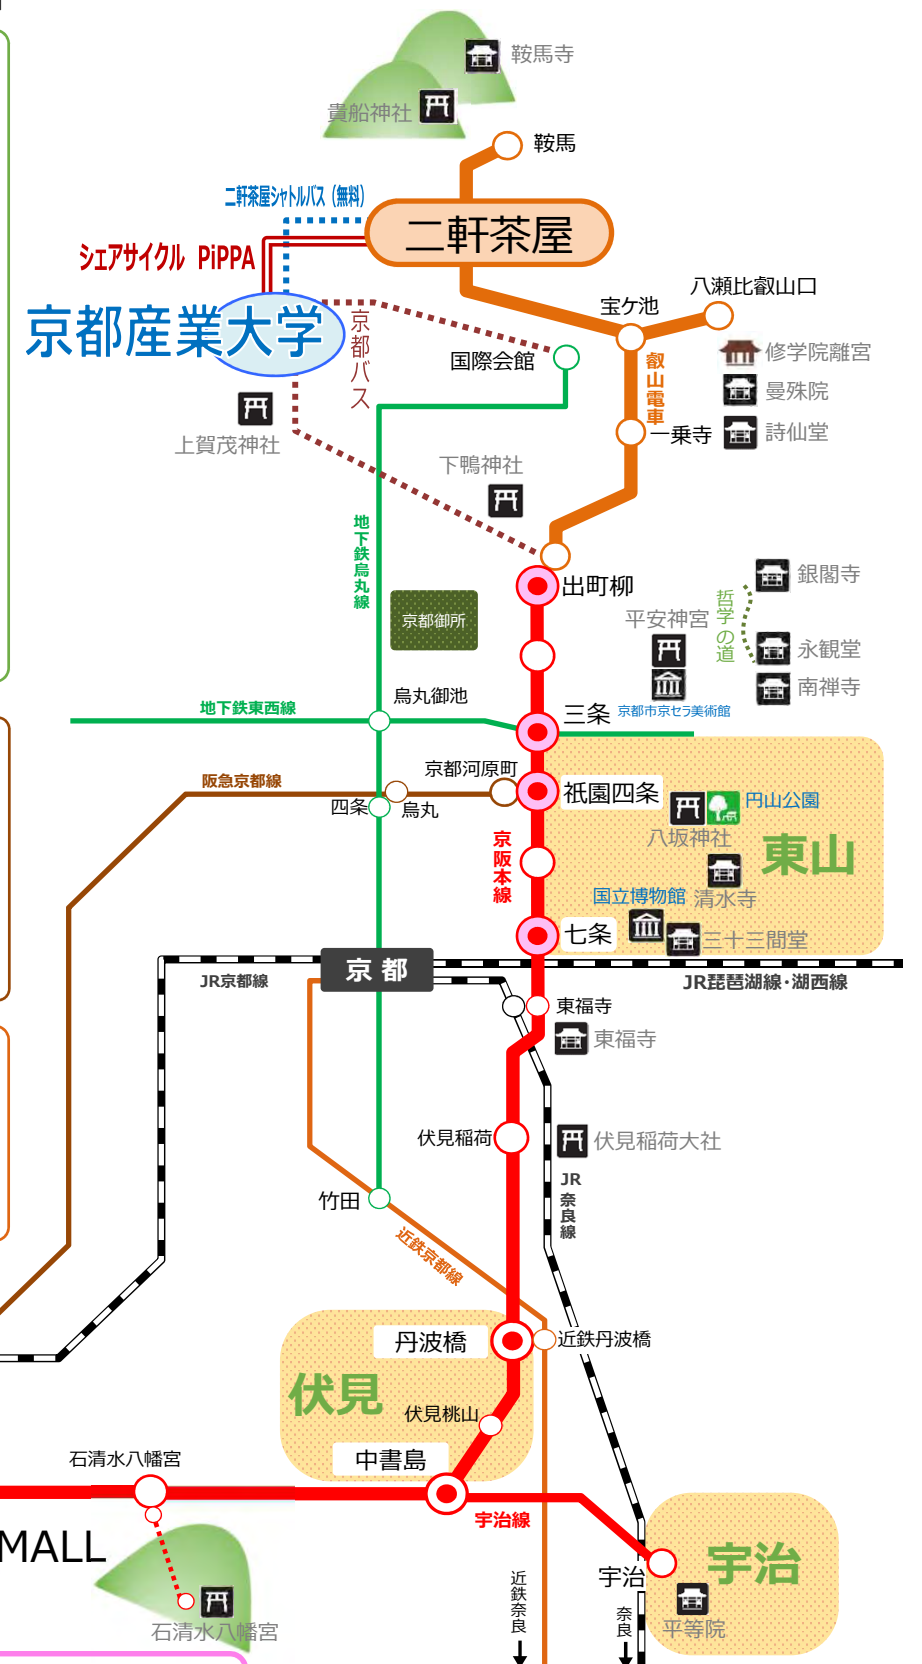 鞍馬寺
貴船神社
鞍馬
二軒茶屋シャトルバス（無料）
二軒茶屋
シェアサイクル PiPPA
京都産業大学
京都バス
八瀬比叡山口
宝ケ池
国際会館
叡山電車
修学院離宮
曼殊院
一乗寺
詩仙堂
上賀茂神社
下鴨神社
地下鉄烏丸線
出町柳
銀閣寺
哲学の道
京都御所
平安神宮
永観堂
南禅寺
烏丸御池
地下鉄東西線
三条
京都市京セラ美術館
京都河原町
阪急京都線
四条
烏丸
祇園四条
円山公園
八坂神社
東山
京阪本線
国立博物館
清水寺
七条
三十三間堂
京都
JR京都線
JR琵琶湖線・湖西線
東福寺
東福寺
伏見稲荷
伏見稲荷大社
JR奈良線
竹田
近鉄京都線
丹波橋
近鉄丹波橋
伏見
伏見桃山
中書島
石清水八幡宮
宇治線
MALL
宇治
宇治
近鉄奈良
奈良
平等院
石清水八幡宮